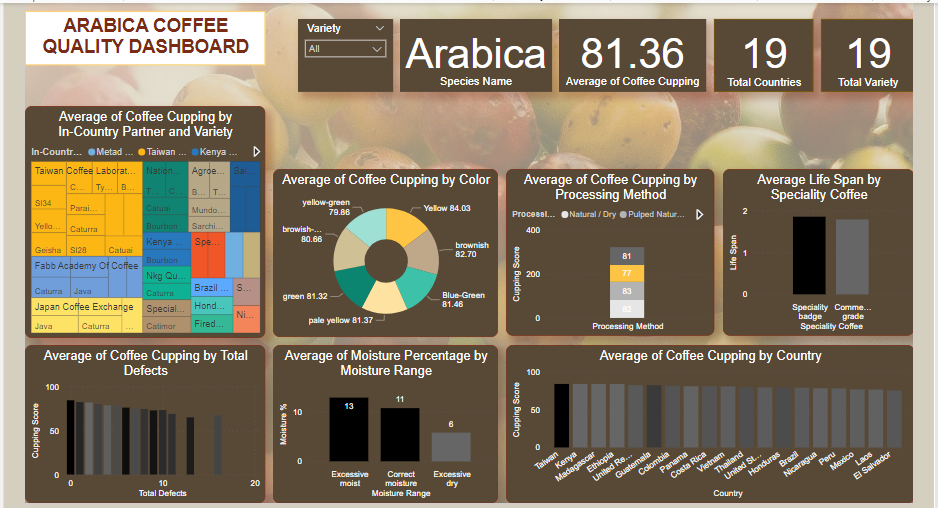 ARABICA COFFEE
QUALITY DASHBOARD
Variety
All
Arabica
Species Name
81.36
Average of Coffee Cupping
19
Total Countries
19
Total Variety
Average of Coffee Cupping by
In-Country Partner and Variety
In-Countr... Metad ... Taiwan ... Kenya ...
Taiwan Coffee Laborat...
C... Ty... B...
SI34
Parai...
Yello...
Caturra
Geisha SI28 Catuai
Fabb Academy Of Coffee
Caturra Java
Japan Coffee Exchange
Java Caturra ...
Nation...
T... C...
Catuai
Bourbon
Kenya ...
Bourbon
Nkg Qu...
Caturra
Special...
Catimor
Agroe...
B... T...
Mundo...
Sarchi...
Spe...
Brazil ...
Hond...
Fired...
S...
Ni...
Average of Coffee Cupping by Color
yellow-green
79.86
Yellow 84.03
browish-...
80.66
brownish
82.70
green 81.32
Blue-Green
81.46
pale yellow 81.37
Average of Coffee Cupping by
Processing Method
Processi... Natural / Dry Pulped Natur...
Cupping Score
400
200
0
81
77
83
82
Processing Method
Average Life Span by
Speciality Coffee
Life Span
2
1
0
Speciality
badge
Comme...
grade
Speciality Coffee
Average of Coffee Cupping by Total
Defects
Cupping Score
100
50
0
0 10 20
Total Defects
Average of Moisture Percentage by
Moisture Range
Moisture %
10
0
13
11
6
Excessive
moist
Correct
moisture
Excessive
dry
Moisture Range
Average of Coffee Cupping by Country
Cupping Score
100
50
0
Taiwan
Kenya
Madagascar
Ethiopia
United Re...
Guatemala
Colombia
Panama
Costa Rica
Vietnam
Thailand
United St...
Honduras
Brazil
Nicaragua
Peru
Mexico
Laos
El Salvador
Country